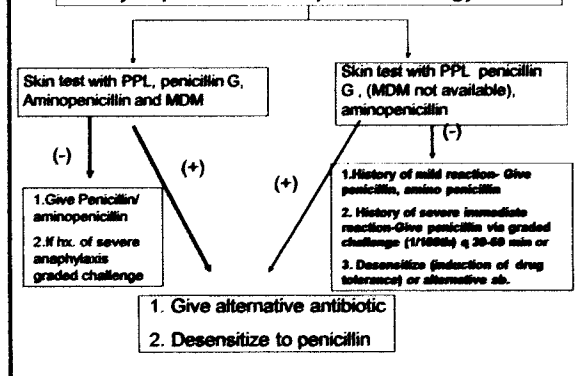 Skin test with PPL, penicillin G,
Aminopenicillin and MDM
Skin test with PPL penicillin
G , (MDM not available),
aminopenicillin
(-)
(+)
(+)
(-)
1.Give Penicillin/
aminopenicillin
2.If hx. of severe
anaphylaxis
graded challenge
1.History of mild reaction- Give
penicillin, amino penicillin
2. History of severe immediate
reaction-Give penicillin via graded
challenge (1/100th) q 30-60 min or
3. Desensitize (induction of drug
tolerance) or alternative ab.
1. Give alternative antibiotic
2. Desensitize to penicillin